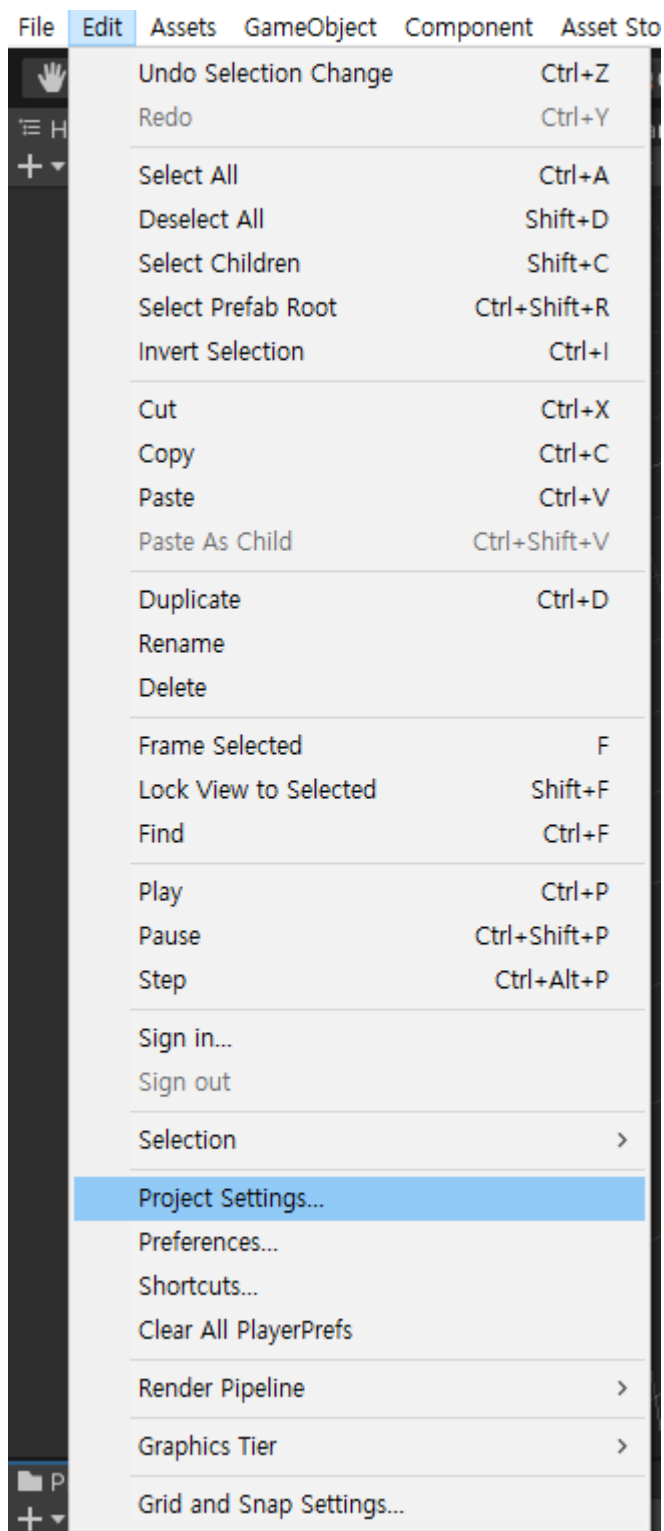 File Edit Assets GameObject Component Asset Sto
H
Undo Selection Change Ctrl+Z
Redo Ctrl+Y
Select All Ctrl+A
Deselect All Shift+D
Select Children Shift+C
Select Prefab Root Ctrl+Shift+R
Invert Selection Ctrl+I
Cut Ctrl+X
Copy Ctrl+C
Paste Ctrl+V
Paste As Child Ctrl+Shift+V
Duplicate Ctrl+D
Rename
Delete
Frame Selected F
Lock View to Selected Shift+F
Find Ctrl+F
Play Ctrl+P
Pause Ctrl+Shift+P
Step Ctrl+Alt+P
Sign in...
Sign out
Selection >
Project Settings...
Preferences...
Shortcuts...
Clear All PlayerPrefs
Render Pipeline >
Graphics Tier >
P
Grid and Snap Settings...